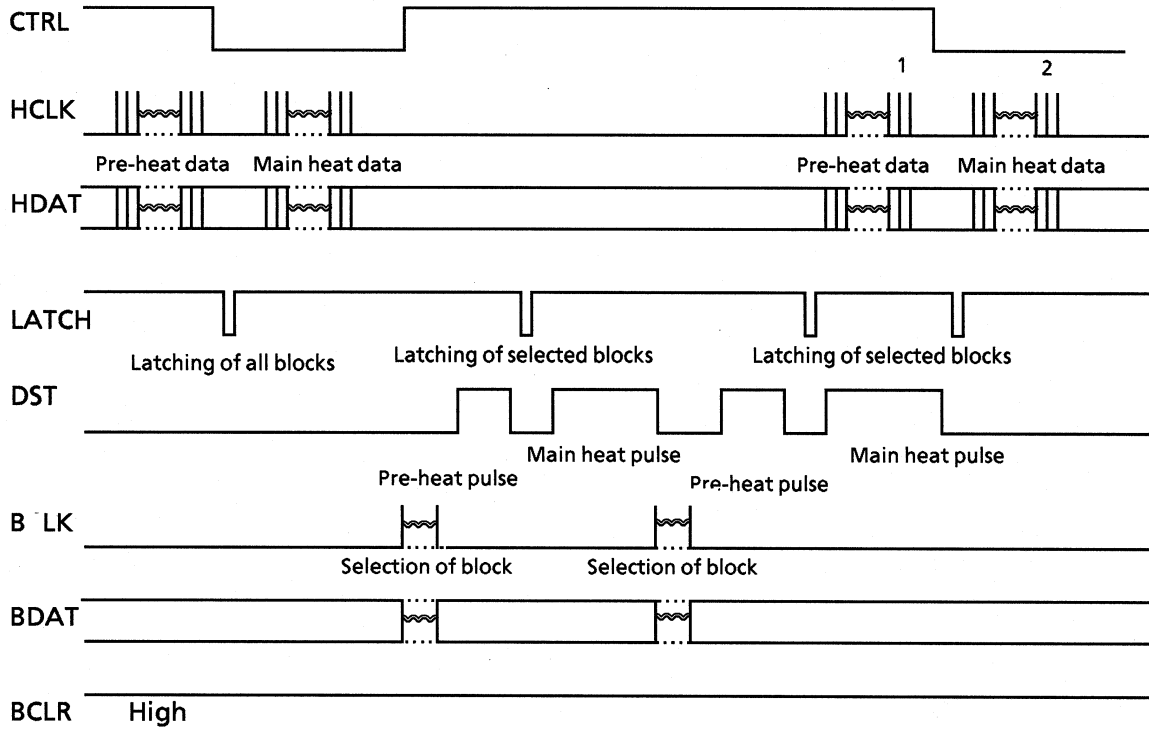 CTRL
1 2
HCLK
Pre-heat data Main heat data Pre-heat data Main heat data
HDAT
LATCH
Latching of all blocks Latching of selected blocks Latching of selected blocks
DST
Main heat pulse Main heat pulse
Pre-heat pulse Pre-heat pulse
B LK
Selection of block Selection of block
BDAT
BCLR High